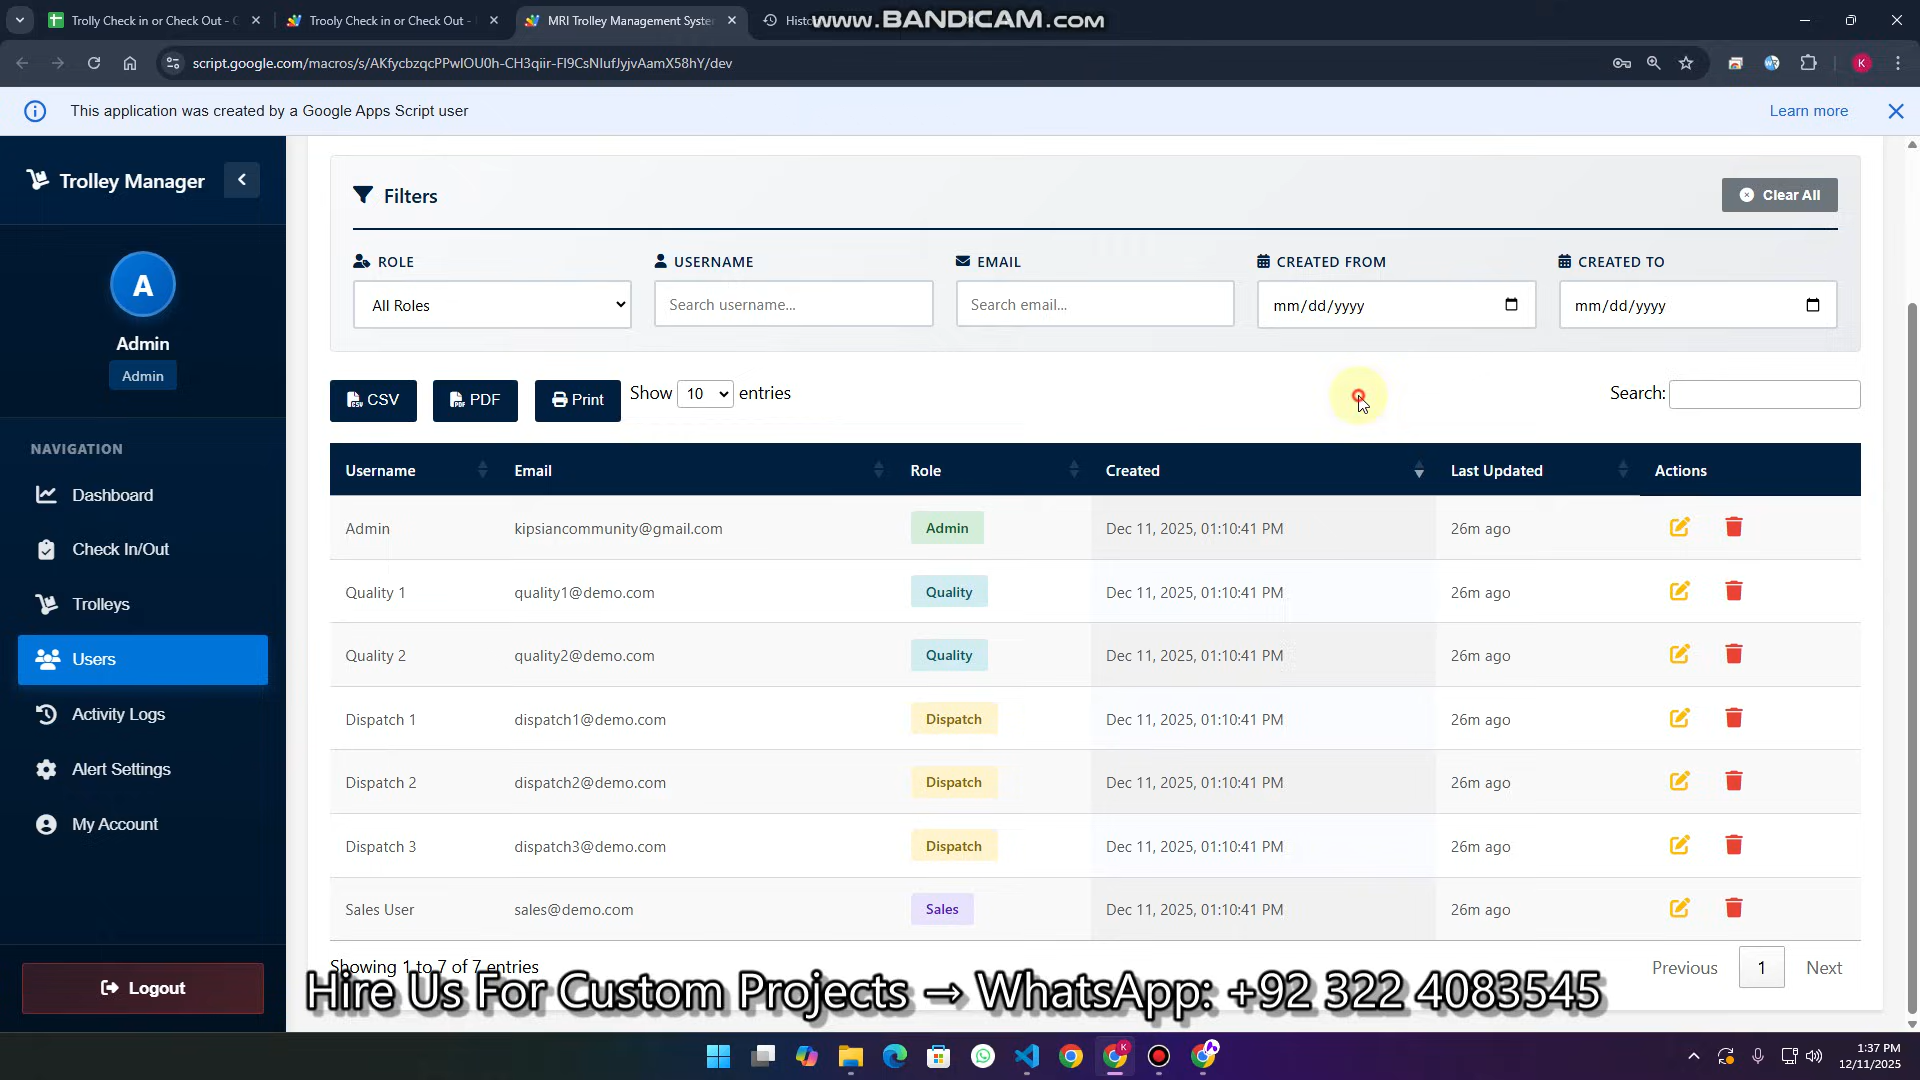 Trolly Check in or Check Out - G
Trooly Check in or Check Out -
MRI Trolley Management Syste
Histo
www.BANDICAM.com
script.google.com/macros/s/AKfycbzqcPPwlOU0h-CH3qiir-FI9CsNIufJyjvAamX58hY/dev
K
This application was created by a Google Apps Script user
Learn more
Trolley Manager
A
Admin
Admin
NAVIGATION
Dashboard
Check In/Out
Trolleys
Users
Activity Logs
Alert Settings
My Account
Logout
Filters
Clear All
ROLE USERNAME EMAIL CREATED FROM CREATED TO
All Roles Search username... Search email... mm/dd/yyyy mm/dd/yyyy
CSV PDF Print Show 10 entries Search:
Username Email Role Created Last Updated Actions
Admin kipsiancommunity@gmail.com Admin Dec 11, 2025, 01:10:41 PM 26m ago
Quality 1 quality1@demo.com Quality Dec 11, 2025, 01:10:41 PM 26m ago
Quality 2 quality2@demo.com Quality Dec 11, 2025, 01:10:41 PM 26m ago
Dispatch 1 dispatch1@demo.com Dispatch Dec 11, 2025, 01:10:41 PM 26m ago
Dispatch 2 dispatch2@demo.com Dispatch Dec 11, 2025, 01:10:41 PM 26m ago
Dispatch 3 dispatch3@demo.com Dispatch Dec 11, 2025, 01:10:41 PM 26m ago
Sales User sales@demo.com Sales Dec 11, 2025, 01:10:41 PM 26m ago
Showing 1 to 7 of 7 entries
Previous 1 Next
Hire Us For Custom Projects → WhatsApp: +92 322 4083545
1:37 PM
12/11/2025